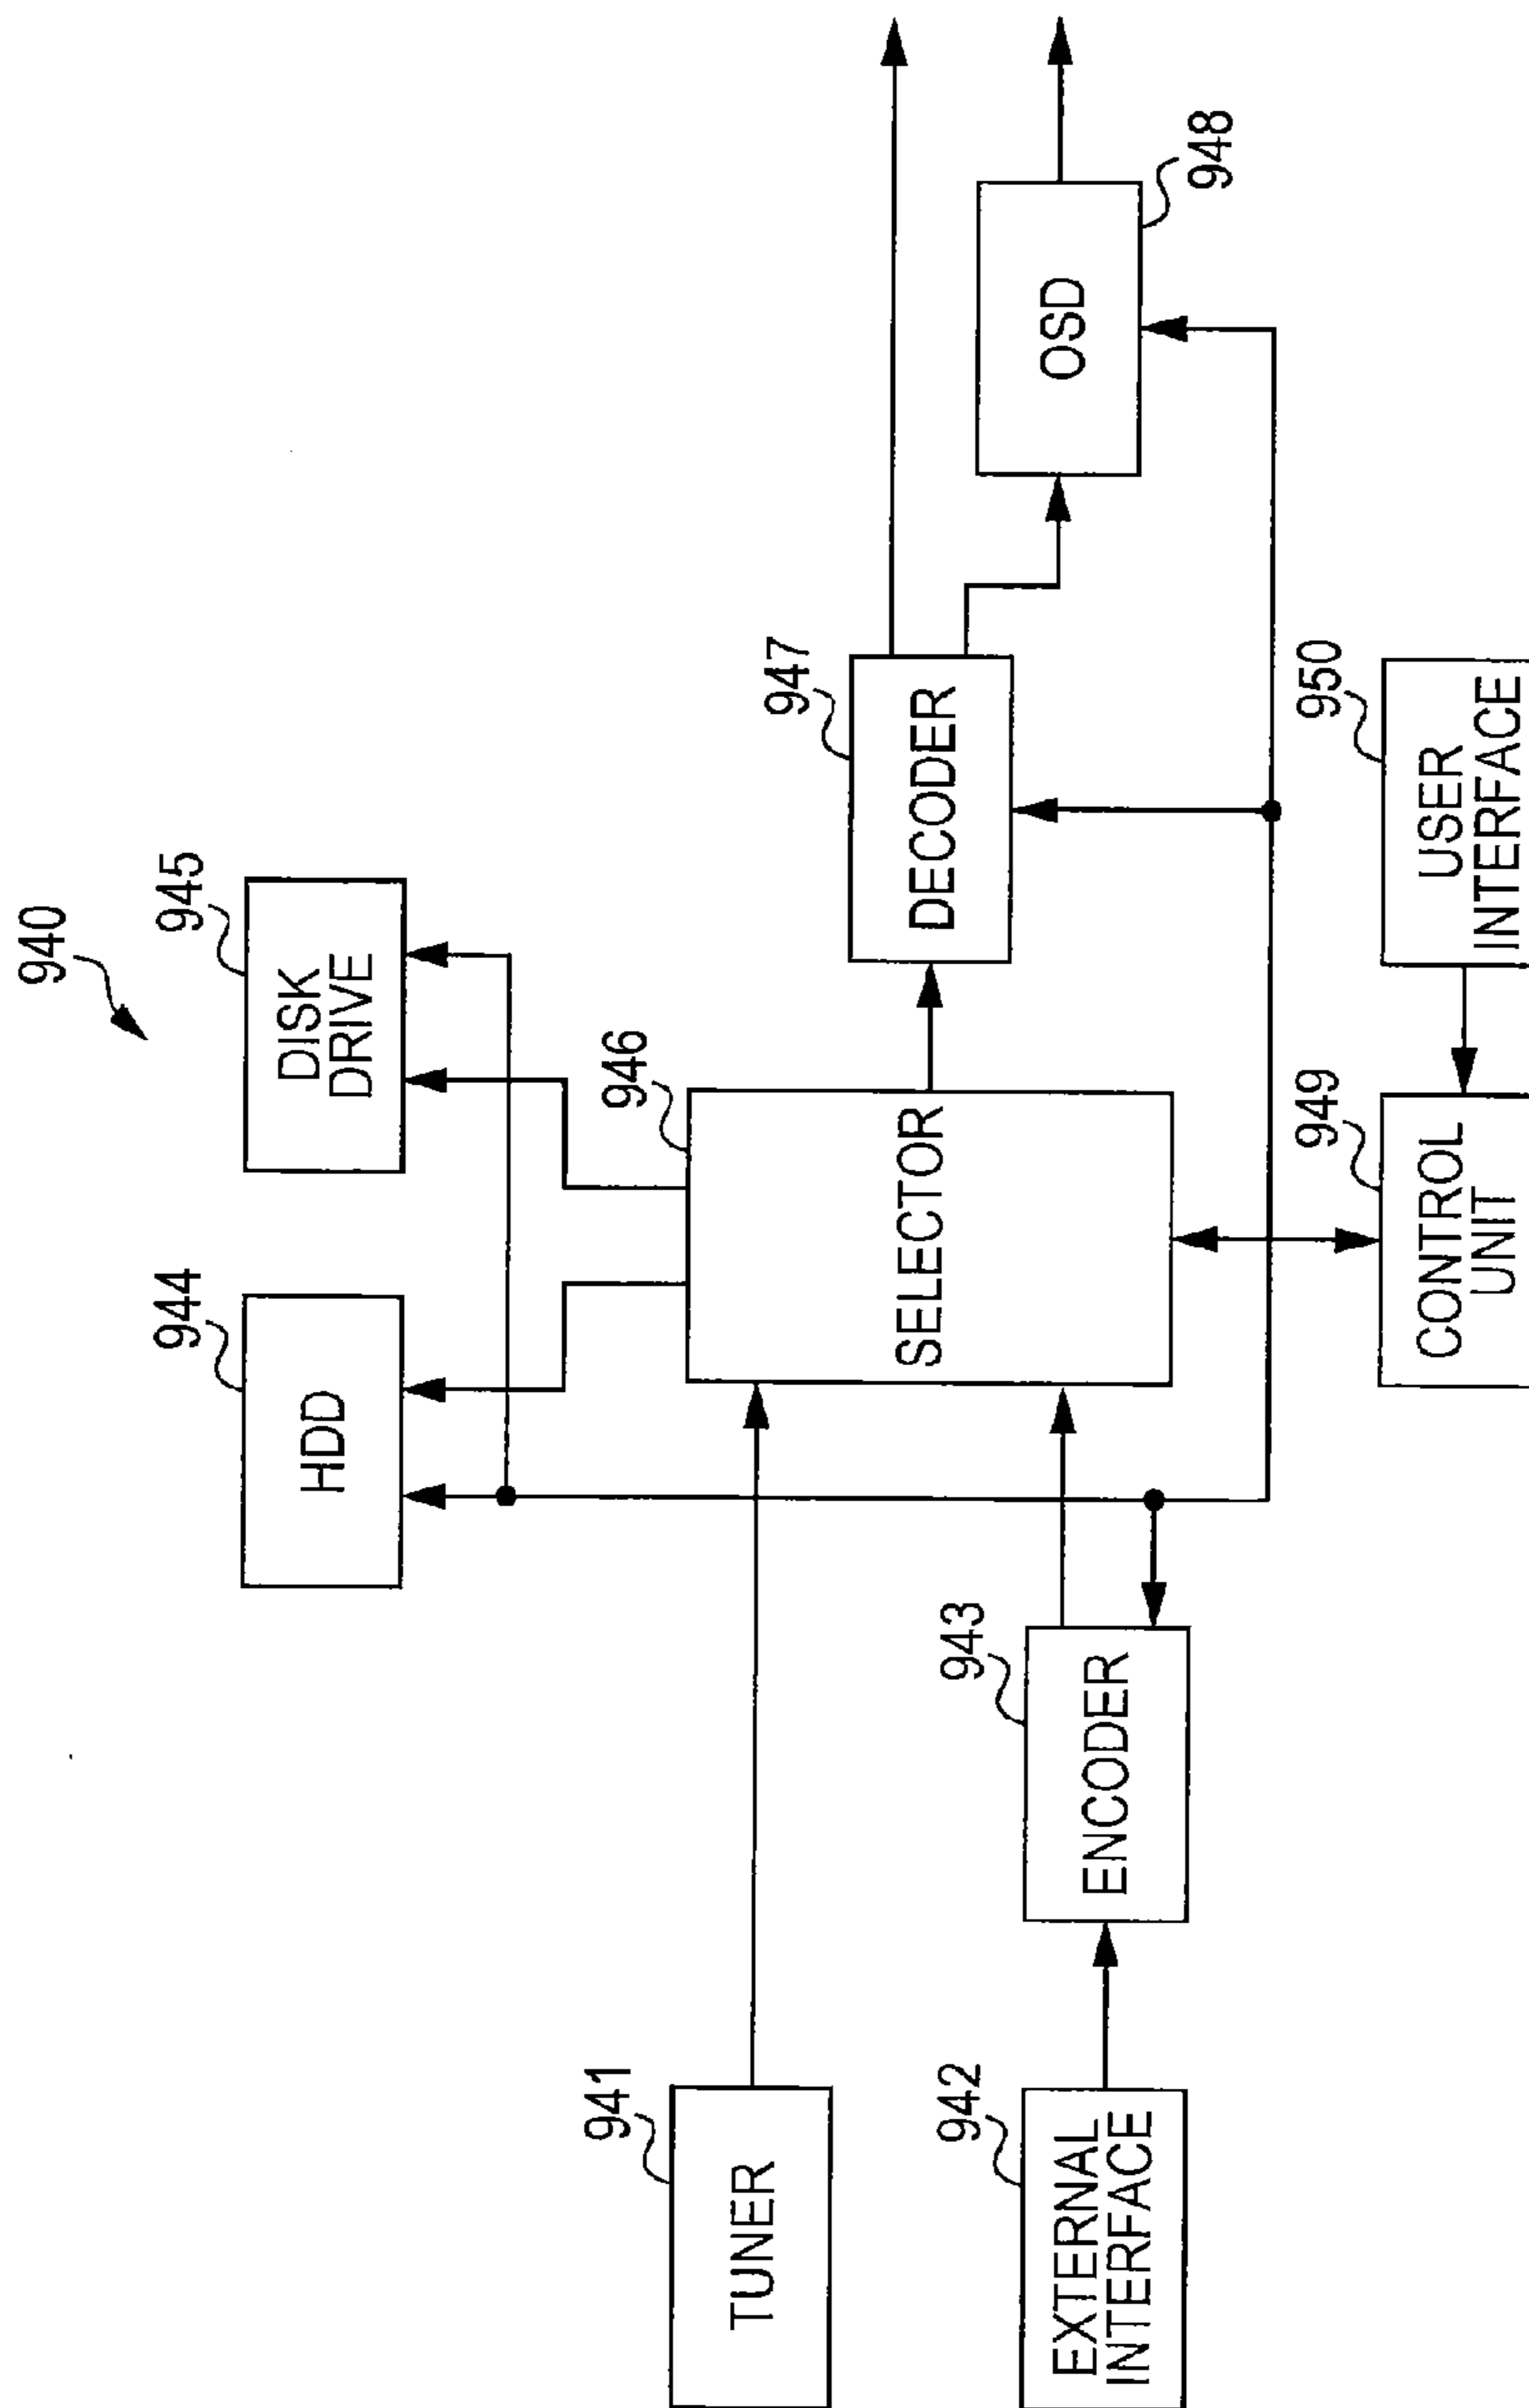 940
944
HDD
945
DISK
DRIVE
941
TUNER
946
SELECTOR
947
DECODER
942
EXTERNAL
INTERFACE
943
ENCODER
OSD
948
949
CONTROL
UNIT
950
USER
INTERFACE